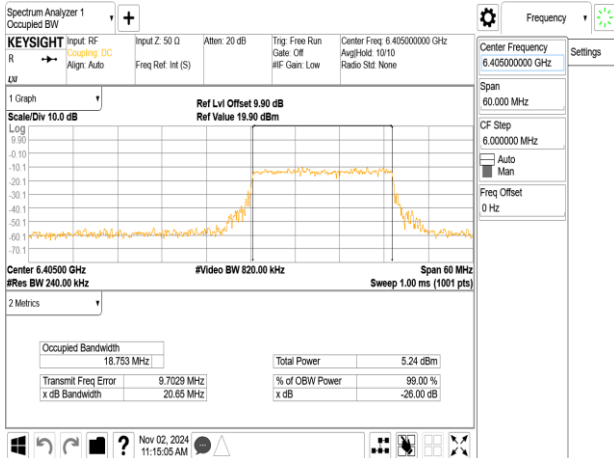 Spectrum Analyzer 1
Occupied BW
Frequency
KEYSIGHT
R
Input: RF
Coupling: DC
Align: Auto
Input Z: 50 Ω
Freq Ref: Int (S)
Atten: 20 dB
Trig: Free Run
Gate: Off
#IF Gain: Low
Center Freq: 6.405000000 GHz
Avg|Hold: 10/10
Radio Std: None
Center Frequency
6.405000000 GHz
Settings
Span
60.000 MHz
CF Step
6.000000 MHz
Auto
Man
Freq Offset
0 Hz
1 Graph
Scale/Div 10.0 dB
Ref Lvl Offset 9.90 dB
Ref Value 19.90 dBm
Log
9.90
-0.10
-10.1
-20.1
-30.1
-40.1
-50.1
-60.1
-70.1
Center 6.40500 GHz
#Res BW 240.00 kHz
#Video BW 820.00 kHz
Span 60 MHz
Sweep 1.00 ms (1001 pts)
2 Metrics
Occupied Bandwidth
18.753 MHz
Transmit Freq Error 9.7029 MHz
x dB Bandwidth 20.65 MHz
Total Power 5.24 dBm
% of OBW Power 99.00 %
x dB -26.00 dB
?
Nov 02, 2024
11:15:05 AM